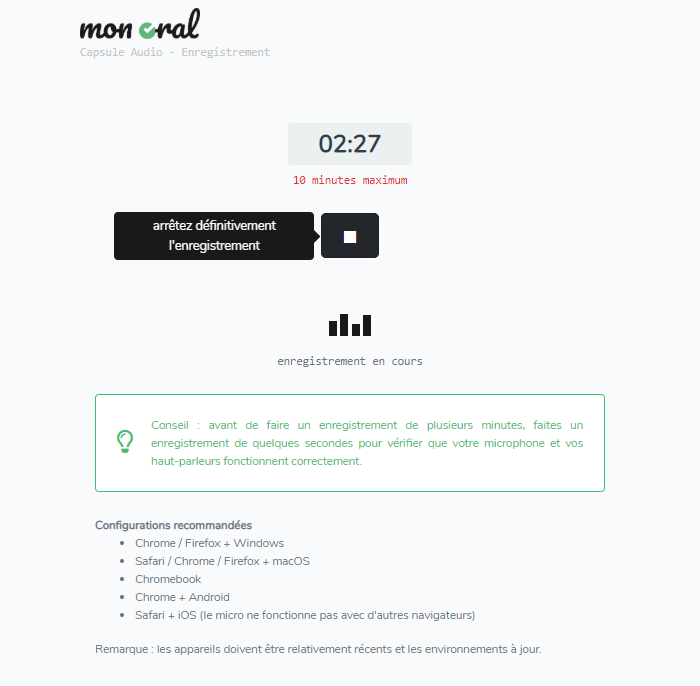 mon oral
Capsule Audio - Enregistrement
02:27
10 minutes maximum
arrêtez définitivement
l'enregistrement
enregistrement en cours
Conseil : avant de faire un enregistrement de plusieurs minutes, faites un
enregistrement de quelques secondes pour vérifier que votre microphone et vos
haut-parleurs fonctionnent correctement.
Configurations recommandées
Chrome / Firefox + Windows
Safari / Chrome / Firefox + macOS
Chromebook
Chrome + Android
Safari + iOS (le micro ne fonctionne pas avec d'autres navigateurs)
Remarque : les appareils doivent être relativement récents et les environnements à jour.